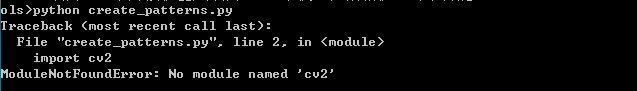 ols>python create_patterns.py
Traceback (most recent call last):
  File "create_patterns.py", line 2, in <module>
    import cv2
ModuleNotFoundError: No module named 'cv2'